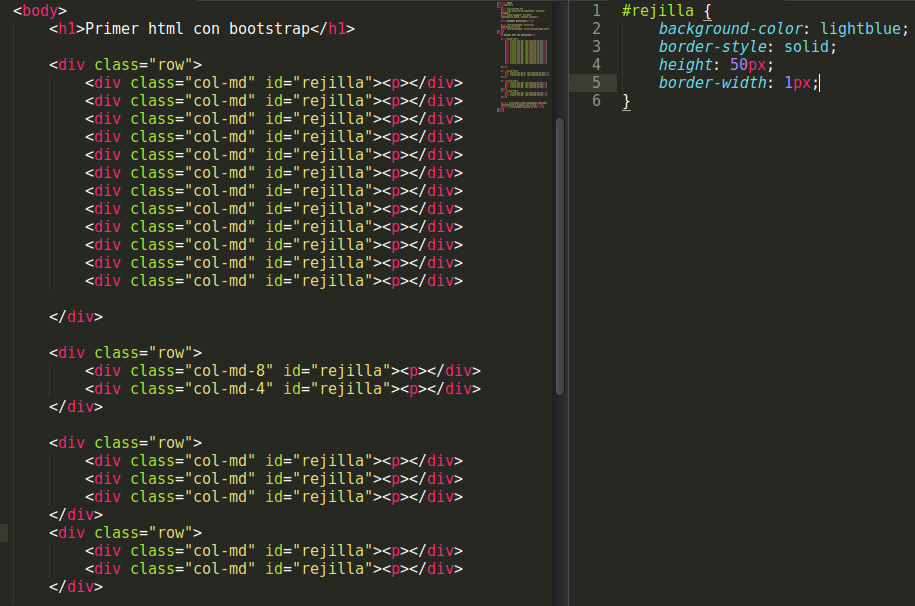 <body>
<h1>Primer html con bootstrap</h1>
<div class="row">
<div class="col-md" id="rejilla"><p></div>
<div class="col-md" id="rejilla"><p></div>
<div class="col-md" id="rejilla"><p></div>
<div class="col-md" id="rejilla"><p></div>
<div class="col-md" id="rejilla"><p></div>
<div class="col-md" id="rejilla"><p></div>
<div class="col-md" id="rejilla"><p></div>
<div class="col-md" id="rejilla"><p></div>
<div class="col-md" id="rejilla"><p></div>
<div class="col-md" id="rejilla"><p></div>
<div class="col-md" id="rejilla"><p></div>
<div class="col-md" id="rejilla"><p></div>
</div>
<div class="row">
<div class="col-md-8" id="rejilla"><p></div>
<div class="col-md-4" id="rejilla"><p></div>
</div>
<div class="row">
<div class="col-md" id="rejilla"><p></div>
<div class="col-md" id="rejilla"><p></div>
<div class="col-md" id="rejilla"><p></div>
</div>
<div class="row">
<div class="col-md" id="rejilla"><p></div>
<div class="col-md" id="rejilla"><p></div>
</div>
1 #rejilla {
2 background-color: lightblue;
3 border-style: solid;
4 height: 50px;
5 border-width: 1px;
6 }